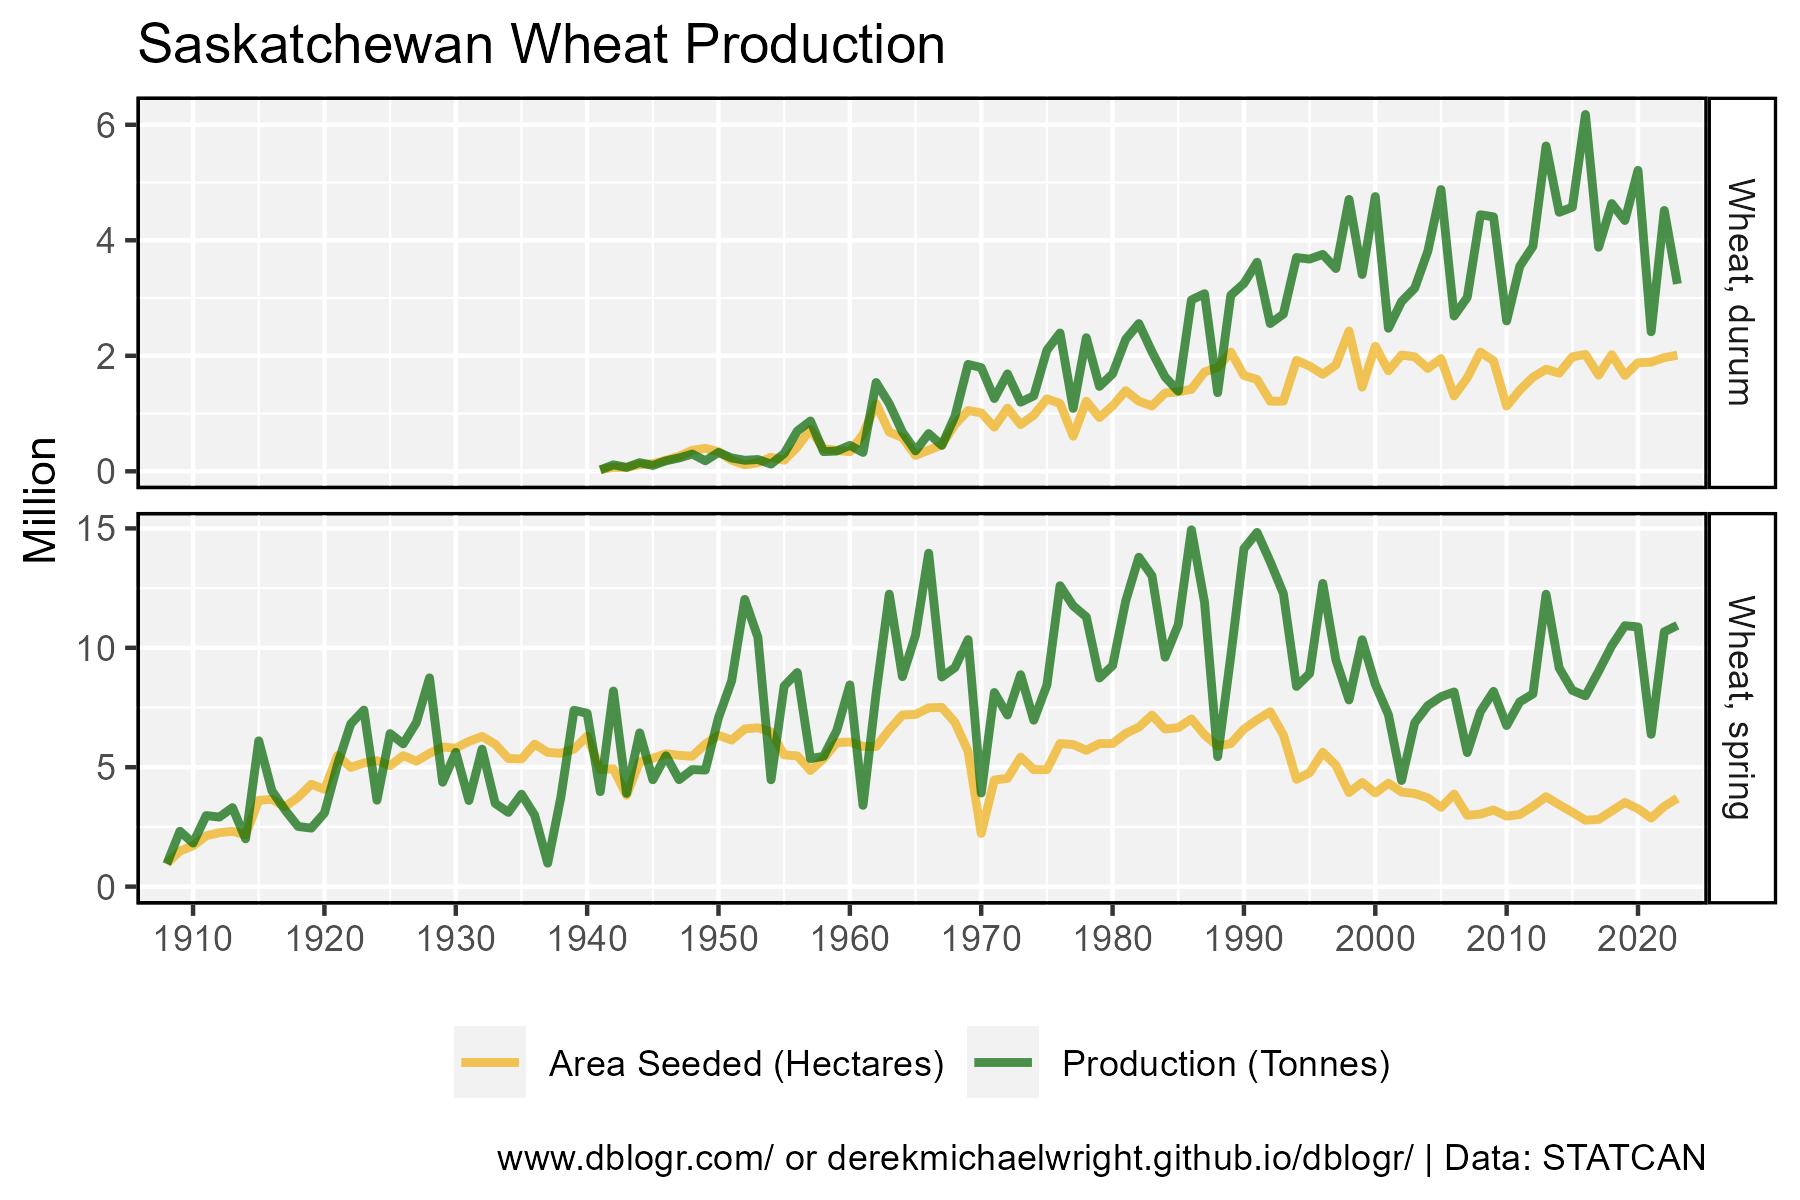 Saskatchewan Wheat Production
Million
6
4
2
0
Wheat, durum
15
10
5
0
Wheat, spring
1910 1920 1930 1940 1950 1960 1970 1980 1990 2000 2010 2020
Area Seeded (Hectares) Production (Tonnes)
www.dblogr.com/ or derekmichaelwright.github.io/dblogr/ | Data: STATCAN